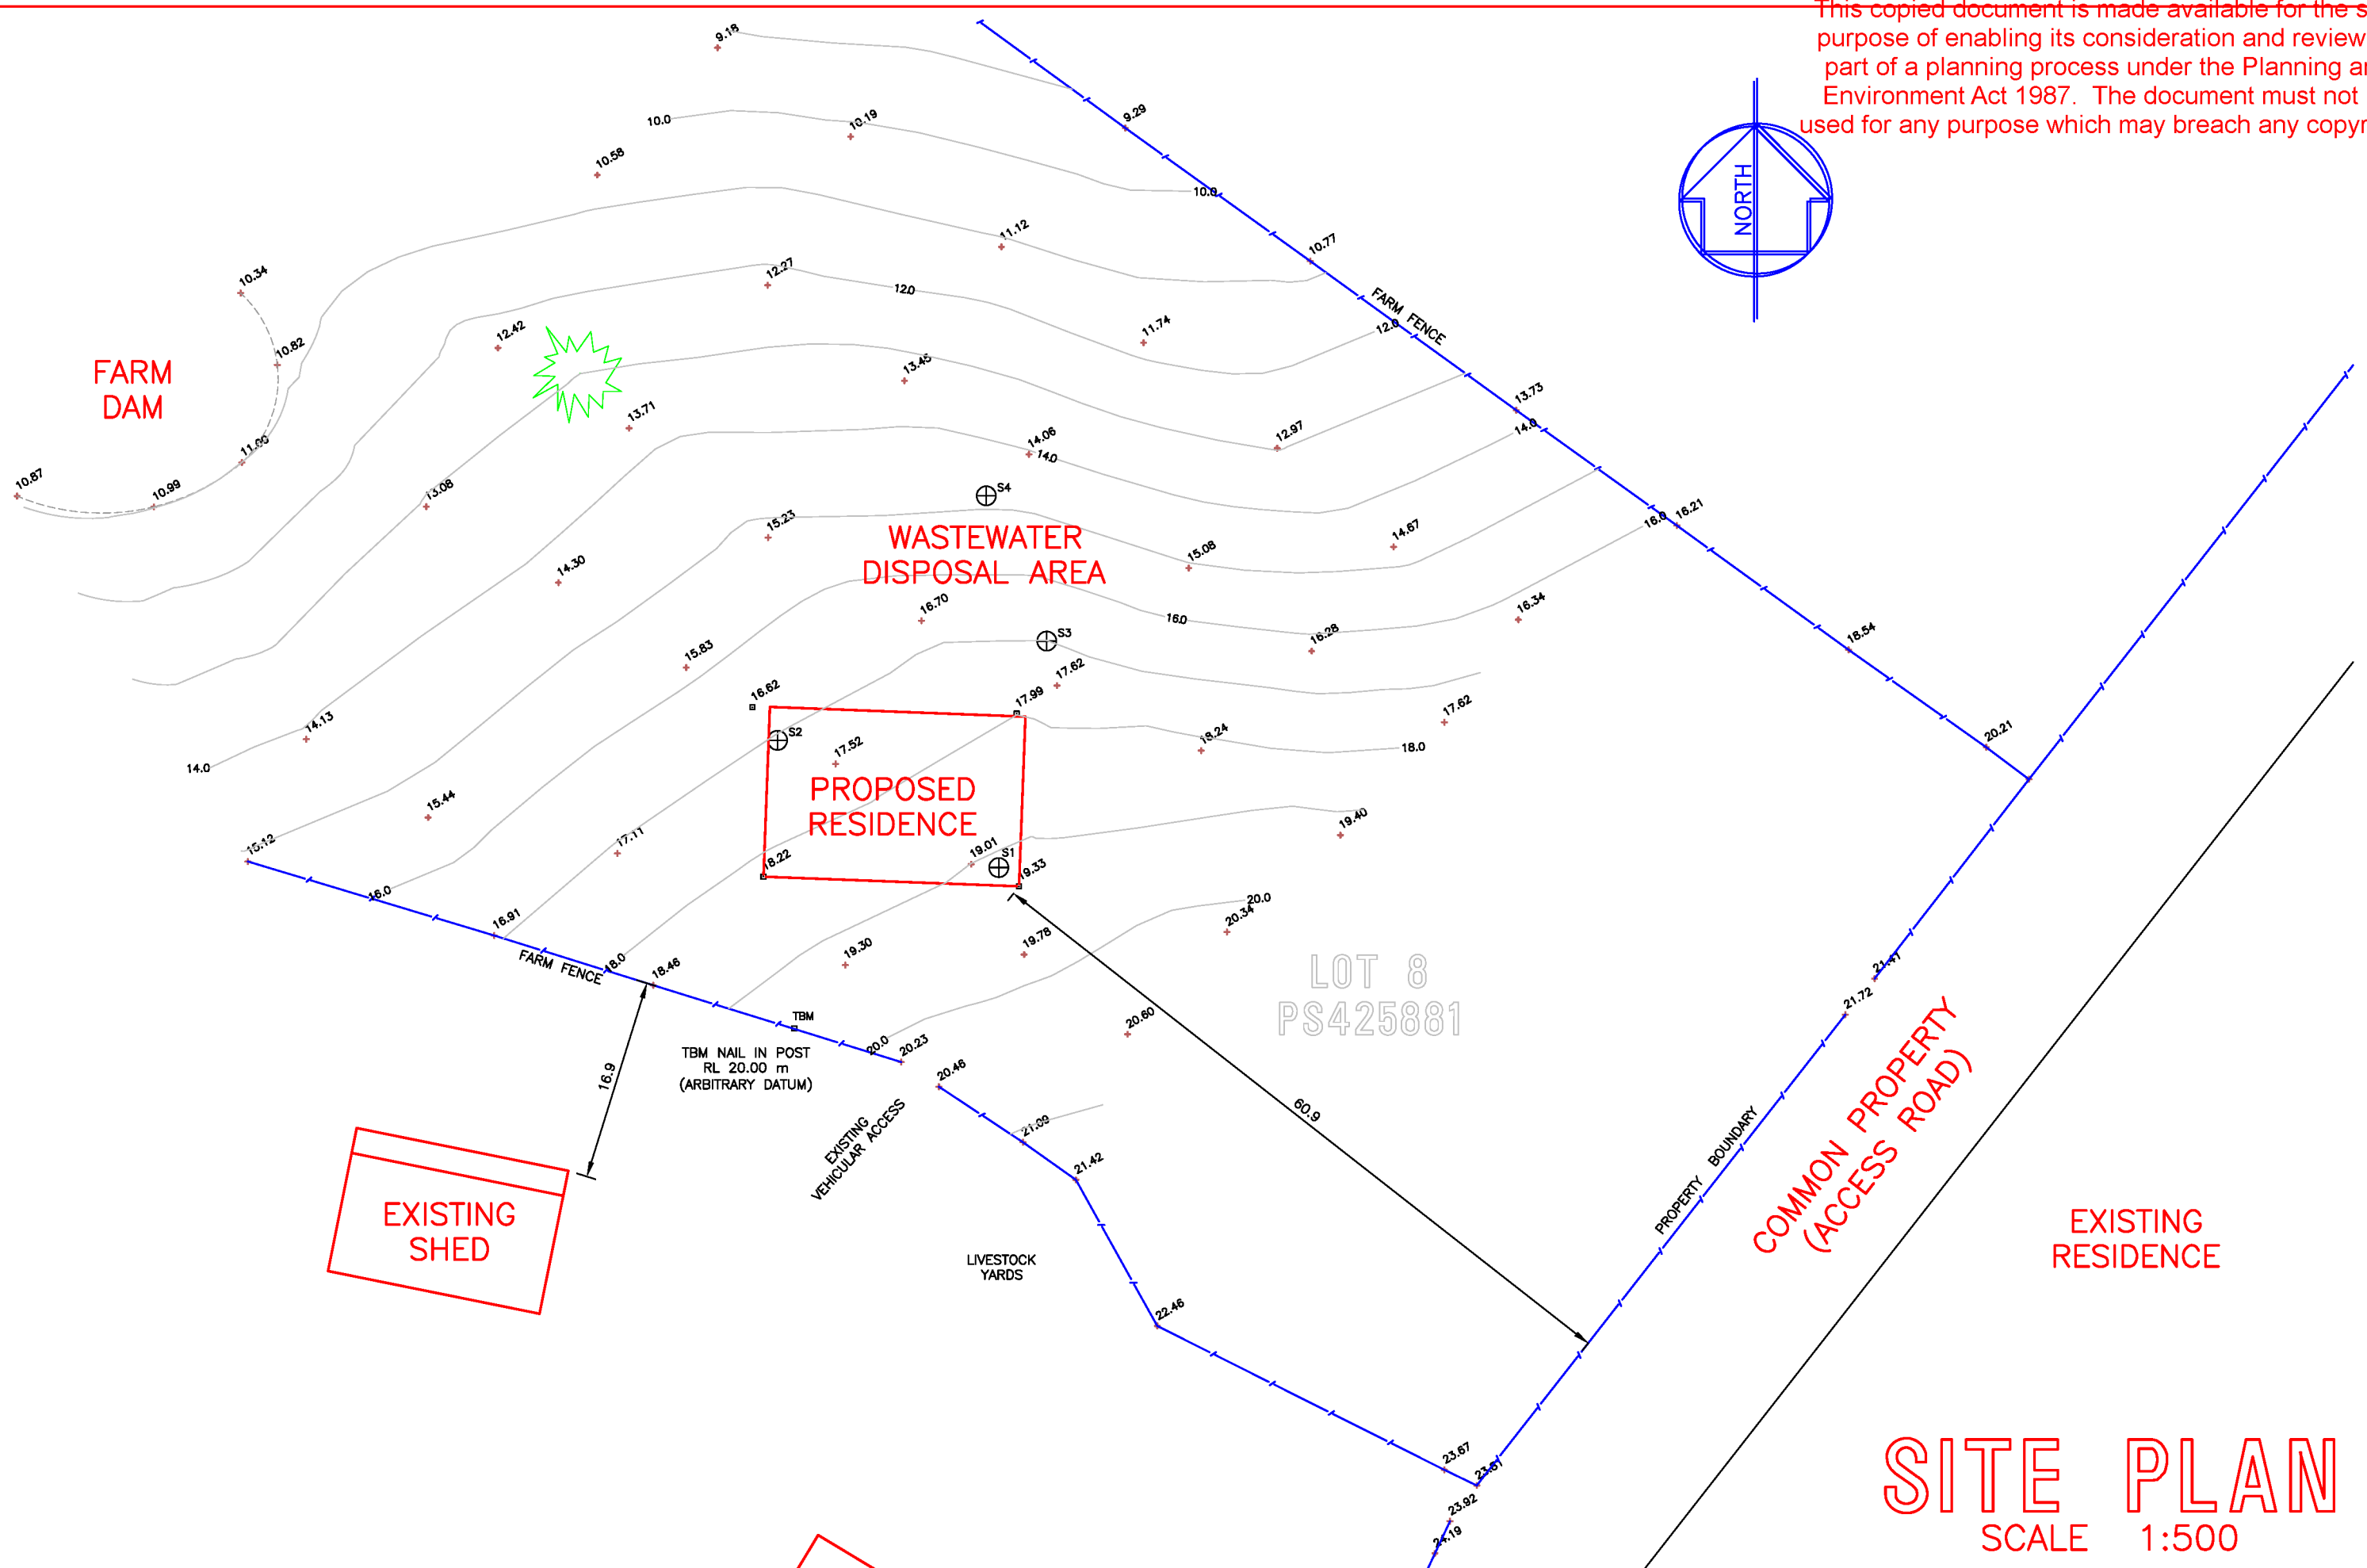 This copied document is made available for the s
purpose of enabling its consideration and review
part of a planning process under the Planning
Environment Act 1987. The document must not
used for any purpose which may breach any
NORTH
9.18
9.29
10.0
10.19
10.58
10.0
11.12
10.77
12.27
10.34
12.0
FARM FENCE
12.0
12.42
11.74
10.82
FARM
DAM
13.45
13.73
13.71
14.06
14.0
14.0
12.97
11.00
10.87
10.99
13.08
S4
15.23
WASTEWATER
DISPOSAL AREA
15.08
14.67
16.0
16.21
14.30
16.70
16.0
16.34
18.54
S3
16.28
15.83
17.62
16.62
17.99
17.62
14.13
S2
17.52
18.24
18.0
20.21
14.0
PROPOSED
RESIDENCE
15.44
15.12
17.11
18.22
19.01
S1
19.33
19.40
16.0
16.91
20.0
20.34
FARM FENCE
18.0
18.46
19.30
19.78
LOT 8
PS425881
21.47
21.72
TBM
20.60
TBM NAIL IN POST
RL 20.00 m
(ARBITRARY DATUM)
20.0
20.23
16.9
20.46
60.9
EXISTING
VEHICULAR ACCESS
21.09
21.42
PROPERTY BOUNDARY
COMMON PROPERTY
(ACCESS ROAD)
EXISTING
SHED
LIVESTOCK
YARDS
EXISTING
RESIDENCE
22.46
23.67
23.92
24.19
SITE PLAN
SCALE 1:500